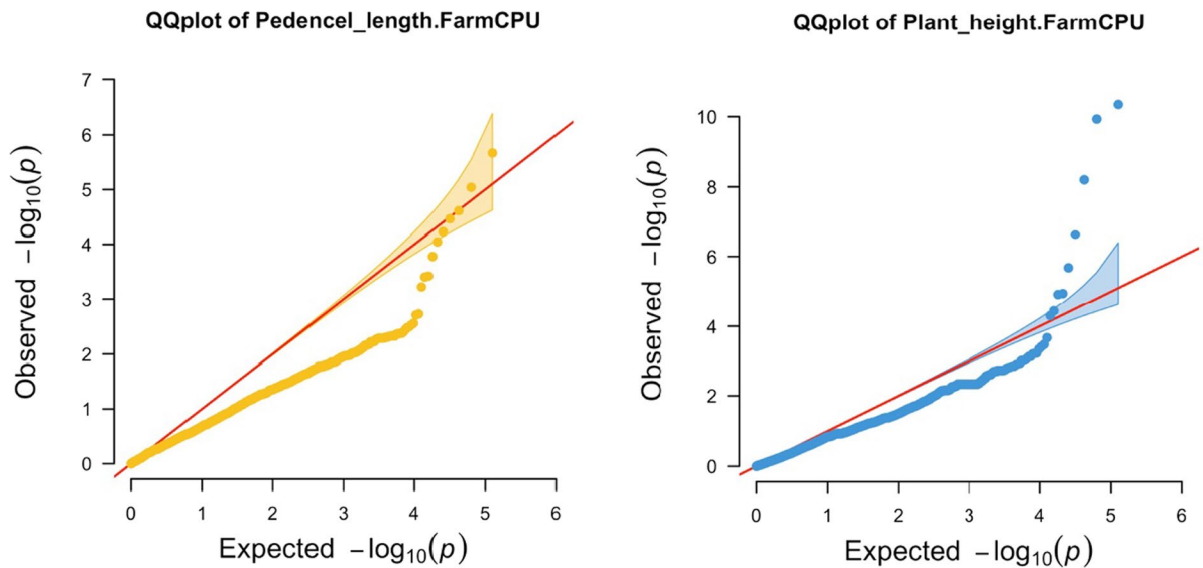 QQplot of Pedencel_length.FarmCPU
7
6
5
4
3
2
1
0
Observed −log₁₀(p)
0 1 2 3 4 5 6
Expected −log₁₀(p)
QQplot of Plant_height.FarmCPU
10
8
6
4
2
0
Observed −log₁₀(p)
0 1 2 3 4 5 6
Expected −log₁₀(p)